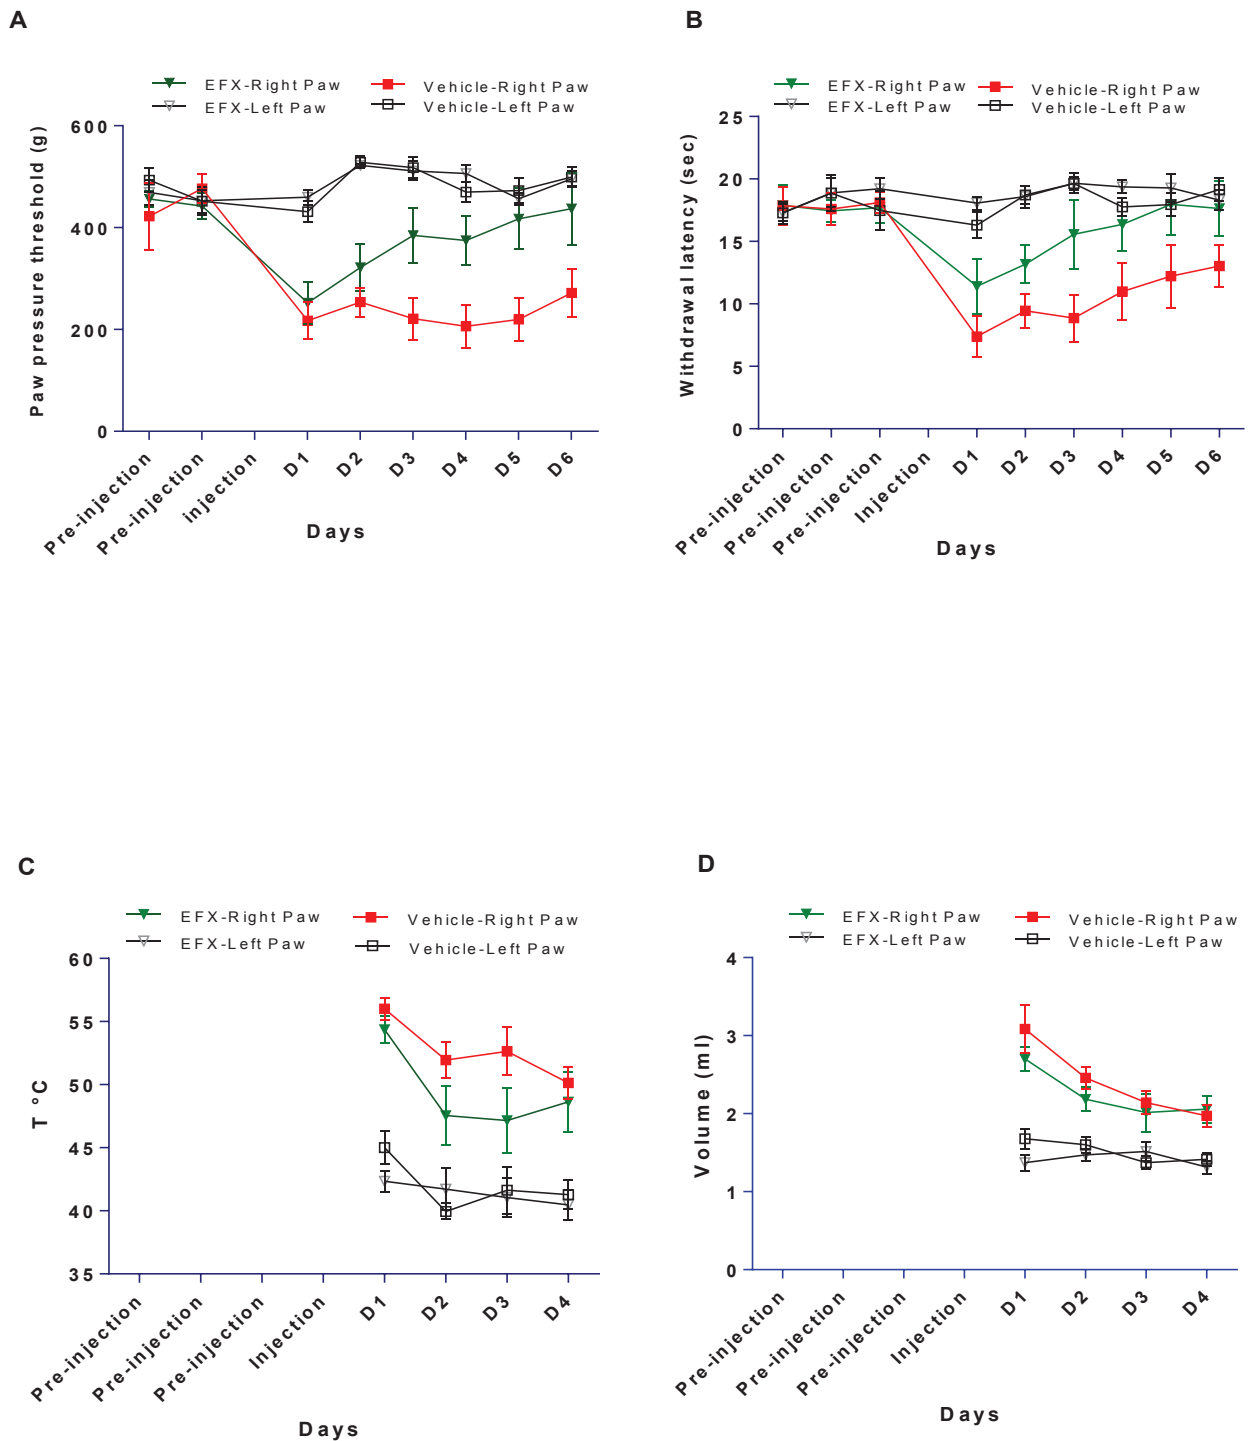 A
EFX-Right Paw
Vehicle-Right Paw
EFX-Left Paw
Vehicle-Left Paw
Paw pressure threshold (g)
600
400
200
0
Pre-injection
Pre-injection
injection
D1
D2
D3
D4
D5
D6
Days
B
EFX-Right Paw
Vehicle-Right Paw
EFX-Left Paw
Vehicle-Left Paw
Withdrawal latency (sec)
25
20
15
10
5
0
Pre-injection
Pre-injection
Pre-injection
Injection
D1
D2
D3
D4
D5
D6
Days
C
EFX-Right Paw
Vehicle-Right Paw
EFX-Left Paw
Vehicle-Left Paw
T °C
60
55
50
45
40
35
Pre-injection
Pre-injection
Pre-injection
Injection
D1
D2
D3
D4
Days
D
EFX-Right Paw
Vehicle-Right Paw
EFX-Left Paw
Vehicle-Left Paw
Volume (ml)
4
3
2
1
0
Pre-injection
Pre-injection
Pre-injection
Injection
D1
D2
D3
D4
Days